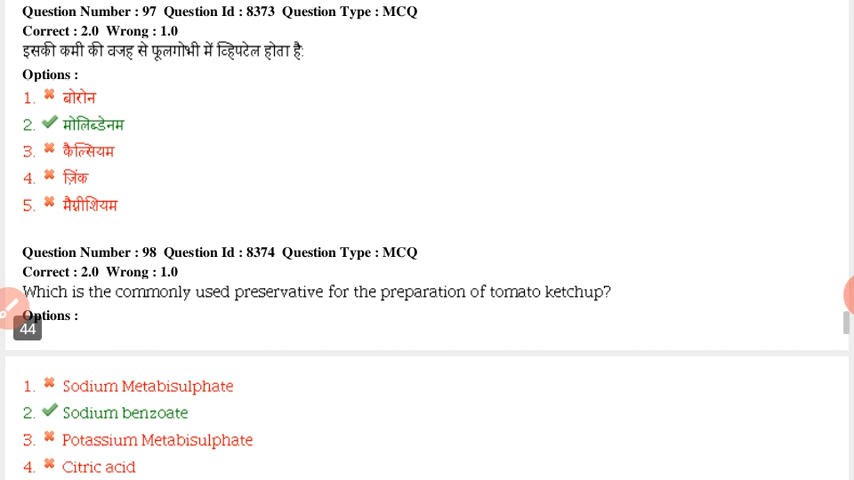 Question Number : 97 Question Id : 8373 Question Type : MCQ
Correct : 2.0 Wrong : 1.0
इसकी कमी की वजह से फूलगोभी में व्हिपटेल होता है:
Options :
1. बोरोन
2. मोलिब्डेनम
3. कैल्सियम
4. ज़िंक
5. मैग्नीशियम
Question Number : 98 Question Id : 8374 Question Type : MCQ
Correct : 2.0 Wrong : 1.0
Which is the commonly used preservative for the preparation of tomato ketchup?
Options :
44
1. Sodium Metabisulphate
2. Sodium benzoate
3. Potassium Metabisulphate
4. Citric acid